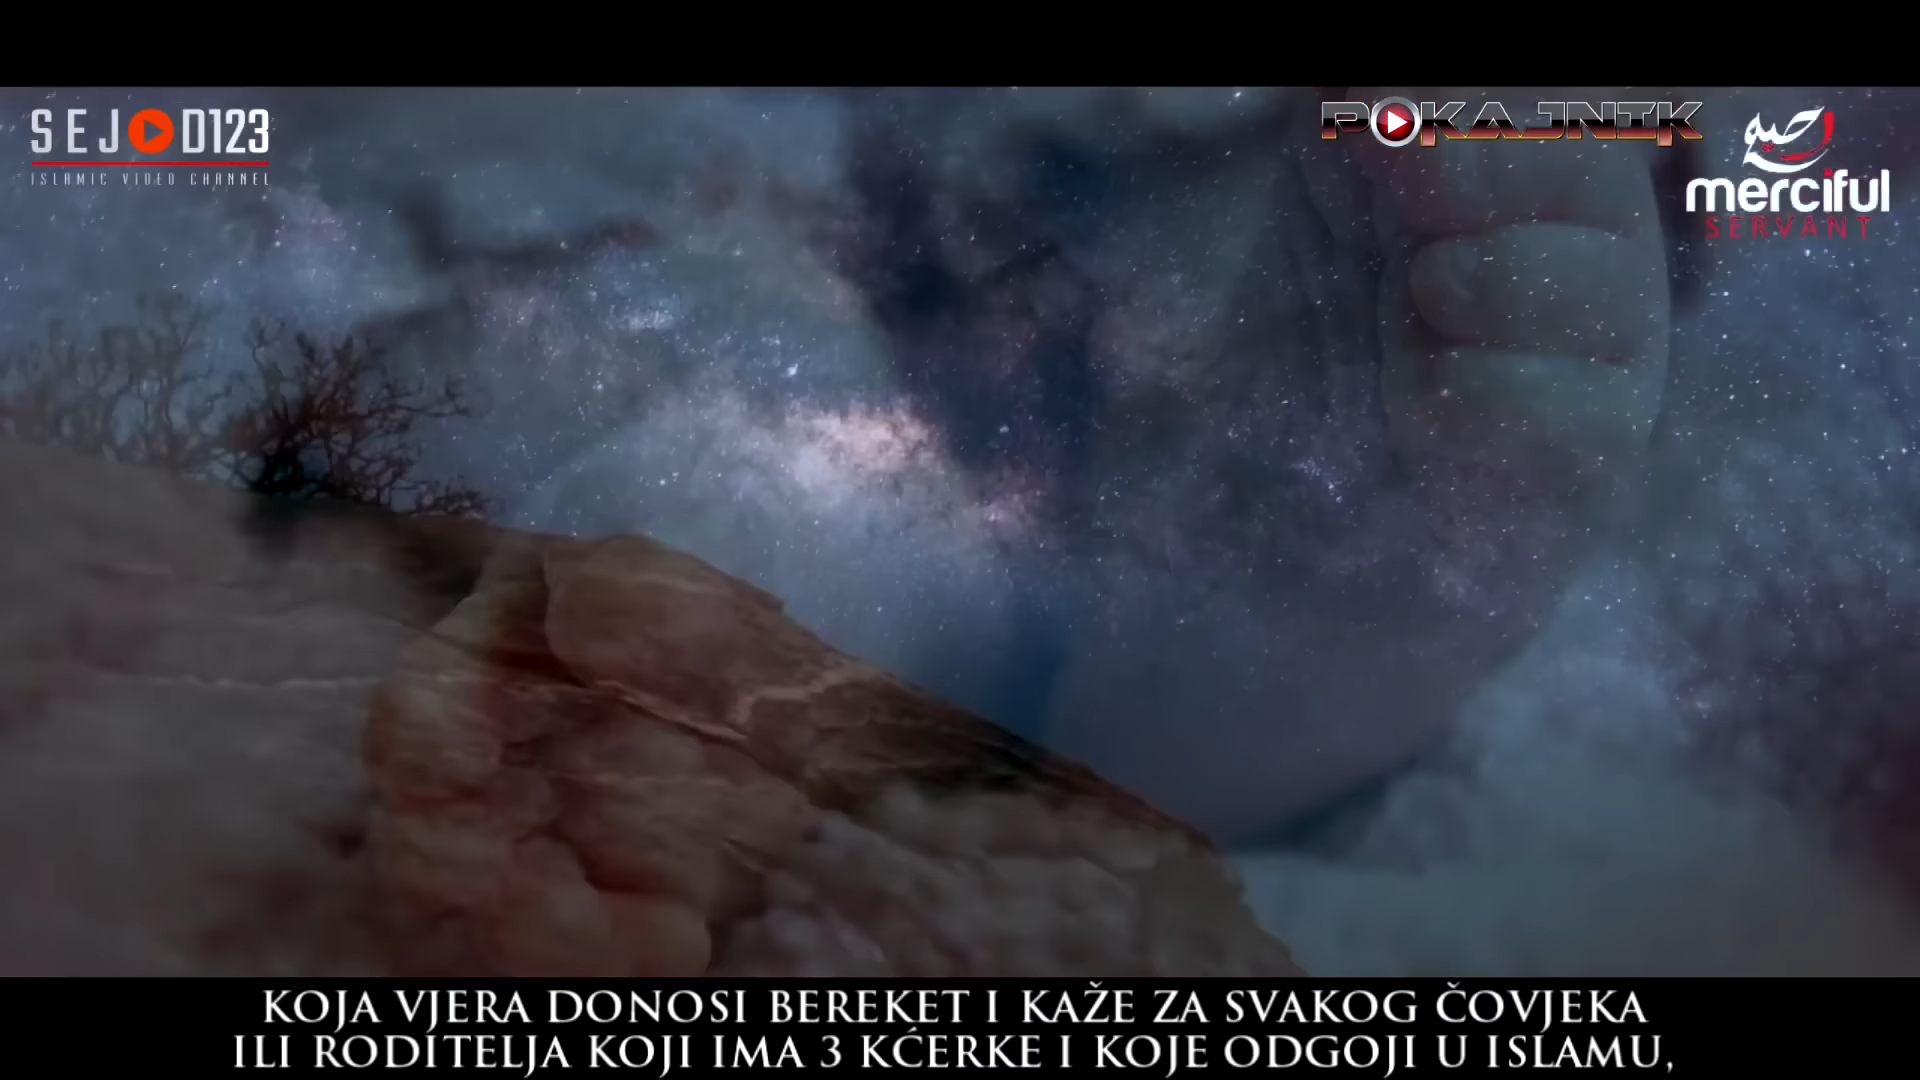 SEJOD123
ISLAMIC VIDEO CHANNEL
POKAJNIK
merciful
SERVANT
KOJA VJERA DONOSI BEREKET I KAŽE ZA SVAKOG ČOVJEKA
ILI RODITELJA KOJI IMA 3 KĆERKE I KOJE ODGOJI U ISLAMU,